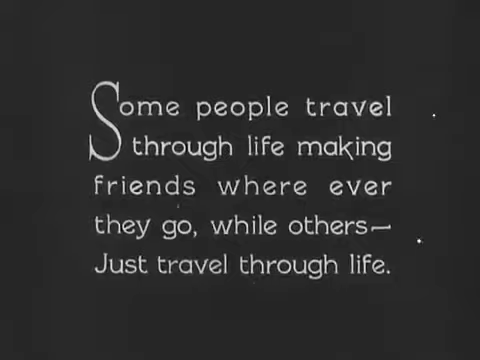 Some people travel
through life making
friends where ever
they go, while others—
Just travel through life.